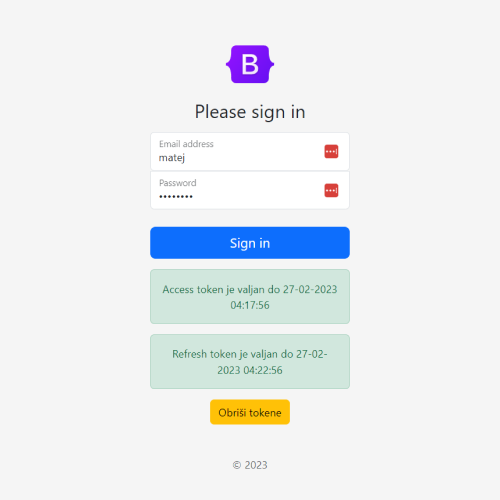 B
Please sign in
Email address
matej
Password
••••••••
Sign in
Access token je valjan do 27-02-2023
04:17:56
Refresh token je valjan do 27-02-
2023 04:22:56
Obriši tokene
© 2023